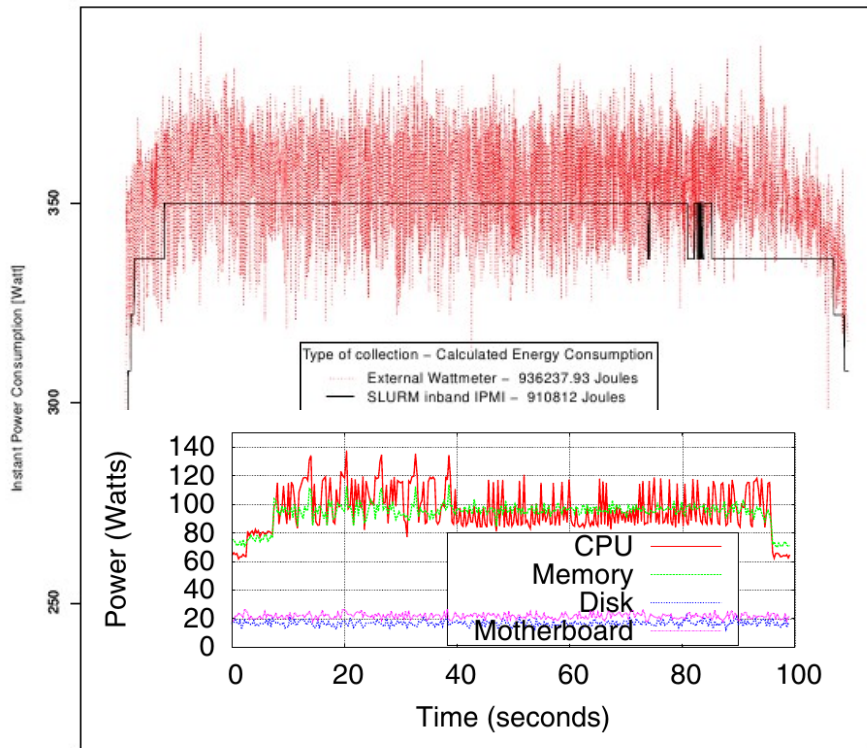 350
300
250
Instant Power Consumption [Watt]
Type of collection – Calculated Energy Consumption
External Wattmeter – 936237.93 Joules
SLURM inband IPMI – 910812 Joules
140
120
100
80
60
40
20
0
Power (Watts)
CPU
Memory
Disk
Motherboard
0 20 40 60 80 100
Time (seconds)